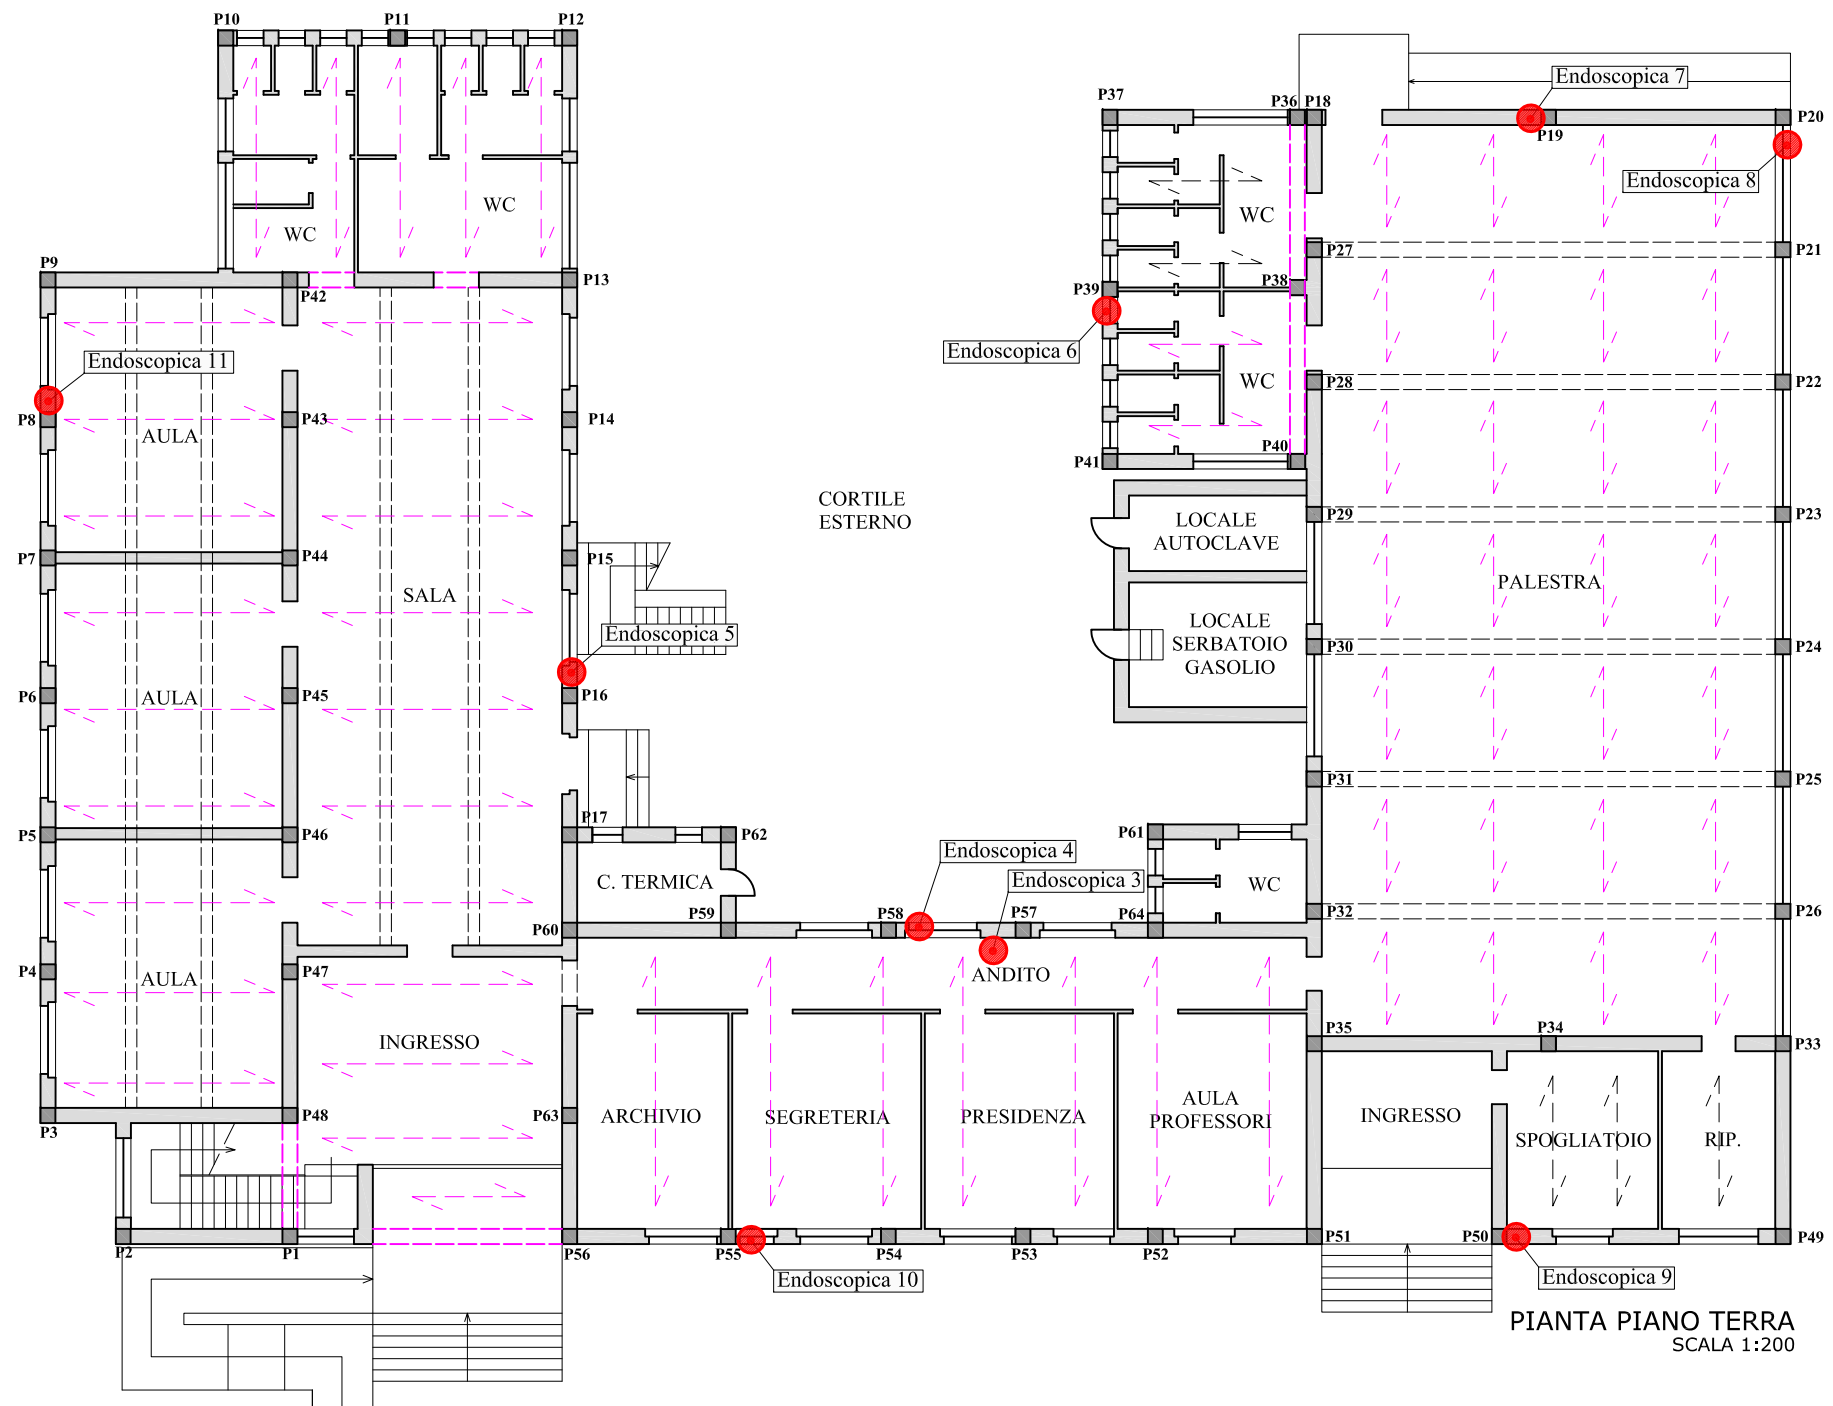 P10
P11
P12
Endoscopica 7
P37
P36
P18
P19
P20
Endoscopica 8
WC
WC
WC
P27
P21
P9
P42
P13
P39
P38
Endoscopica 6
Endoscopica 11
WC
P28
P22
P8
AULA
P43
P14
P41
P40
CORTILE
ESTERNO
LOCALE
AUTOCLAVE
P29
P23
P7
P44
P15
SALA
PALESTRA
Endoscopica 5
LOCALE
SERBATOIO
GASOLIO
P30
P24
P6
AULA
P45
P16
P31
P25
P5
P46
P17
P62
P61
Endoscopica 4
Endoscopica 3
C. TERMICA
WC
P60
P59
P58
P57
P64
P32
P26
P4
AULA
P47
ANDITO
INGRESSO
P35
P34
P33
P3
P48
P63
ARCHIVIO
SEGRETERIA
PRESIDENZA
AULA
PROFESSORI
INGRESSO
SPOGLIATOIO
RIP.
P2
P1
P56
P55
P54
P53
P52
P51
P50
P49
Endoscopica 10
Endoscopica 9
PIANTA PIANO TERRA
SCALA 1:200